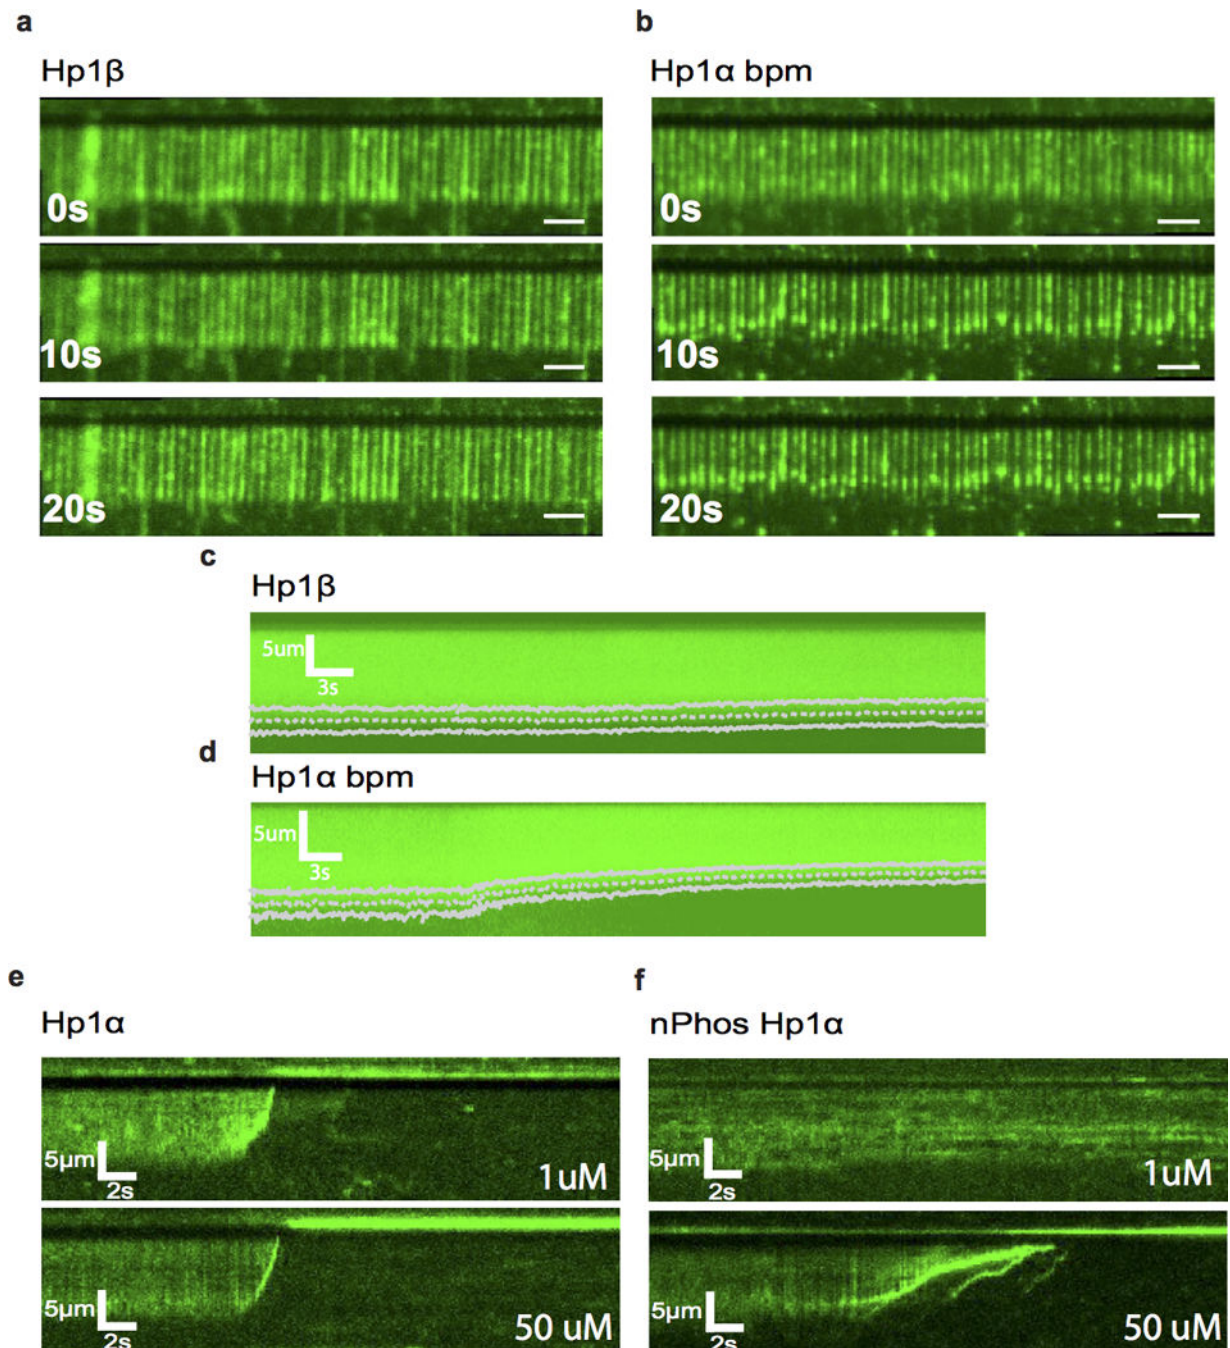 a
Hp1β
0s
10s
20s
b
Hp1α bpm
0s
10s
20s
c
Hp1β
5um
3s
d
Hp1α bpm
5um
3s
e
Hp1α
5μm
2s
1uM
5μm
2s
50 uM
f
nPhos Hp1α
5μm
2s
1uM
5μm
2s
50 uM